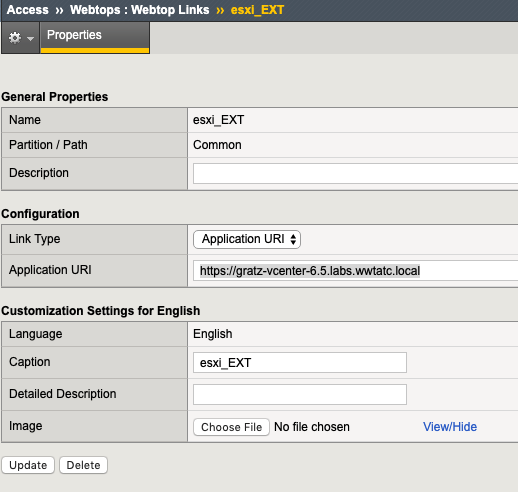 Access ›› Webtops : Webtop Links ›› esxi_EXT
Properties
General Properties
Name esxi_EXT
Partition / Path Common
Description
Configuration
Link Type Application URI
Application URI https://gratz-vcenter-6.5.labs.wwtatc.local
Customization Settings for English
Language English
Caption esxi_EXT
Detailed Description
Image Choose File No file chosen View/Hide
Update Delete